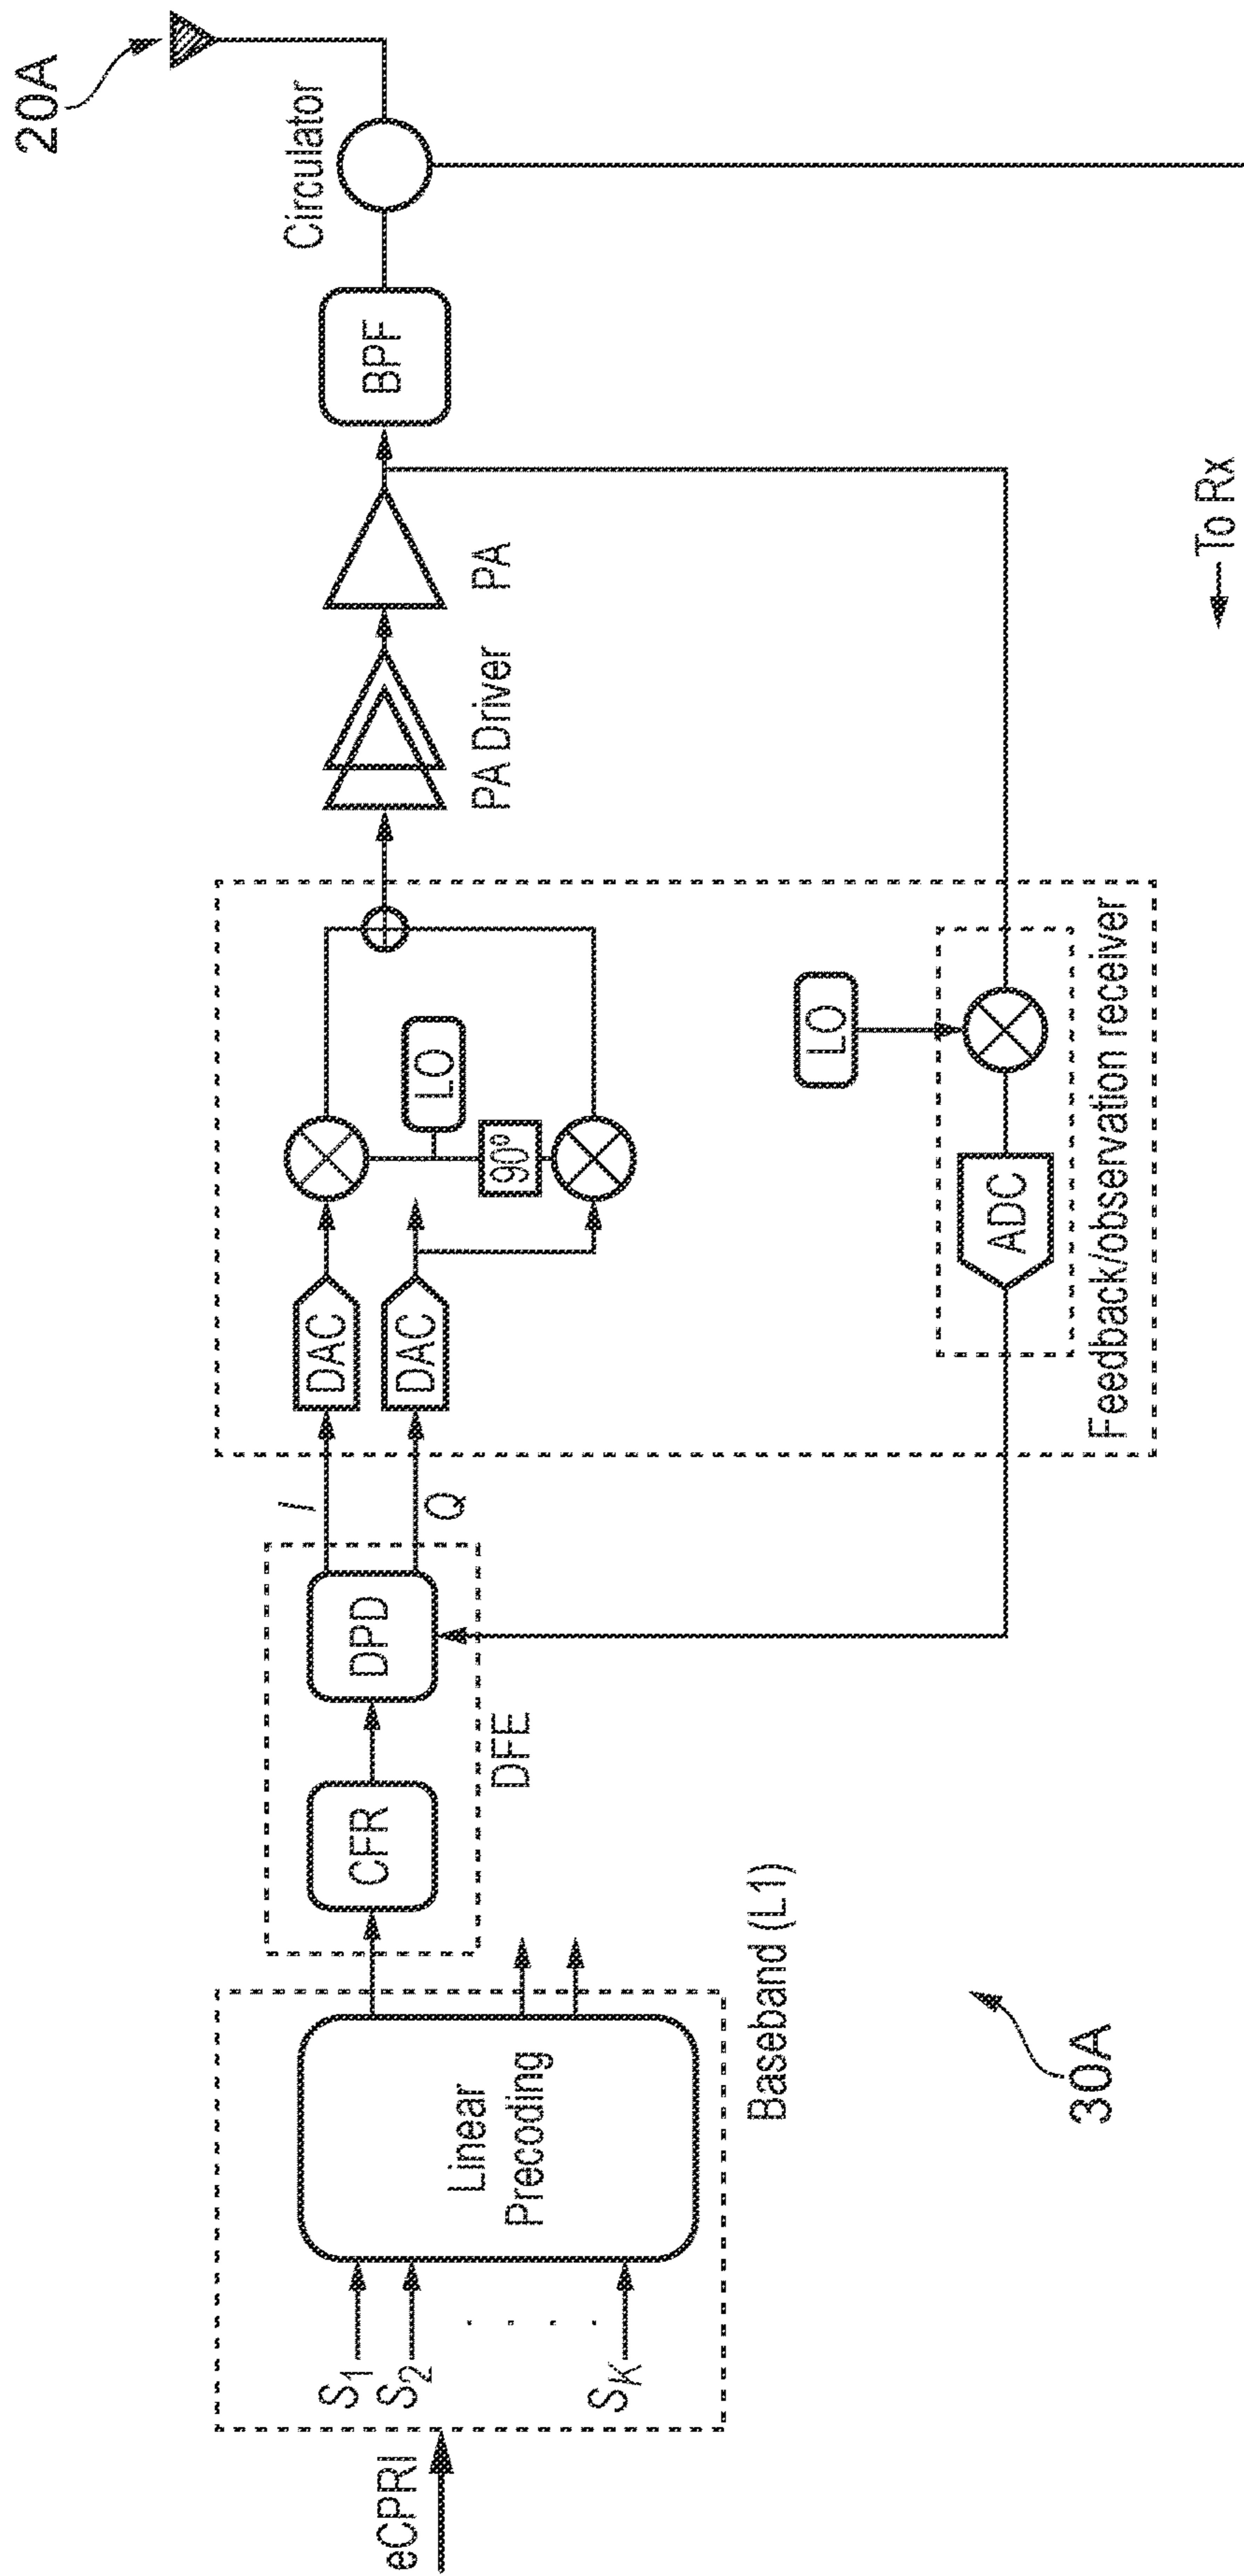 eCPRI
S1
S2
SK
Linear
Precoding
Baseband (L1)
CFR
DPD
DFE
I
Q
DAC
DAC
LO
90º
LO
ADC
Feedback/observation receiver
PA Driver
PA
BPF
Circulator
20A
To Rx
30A